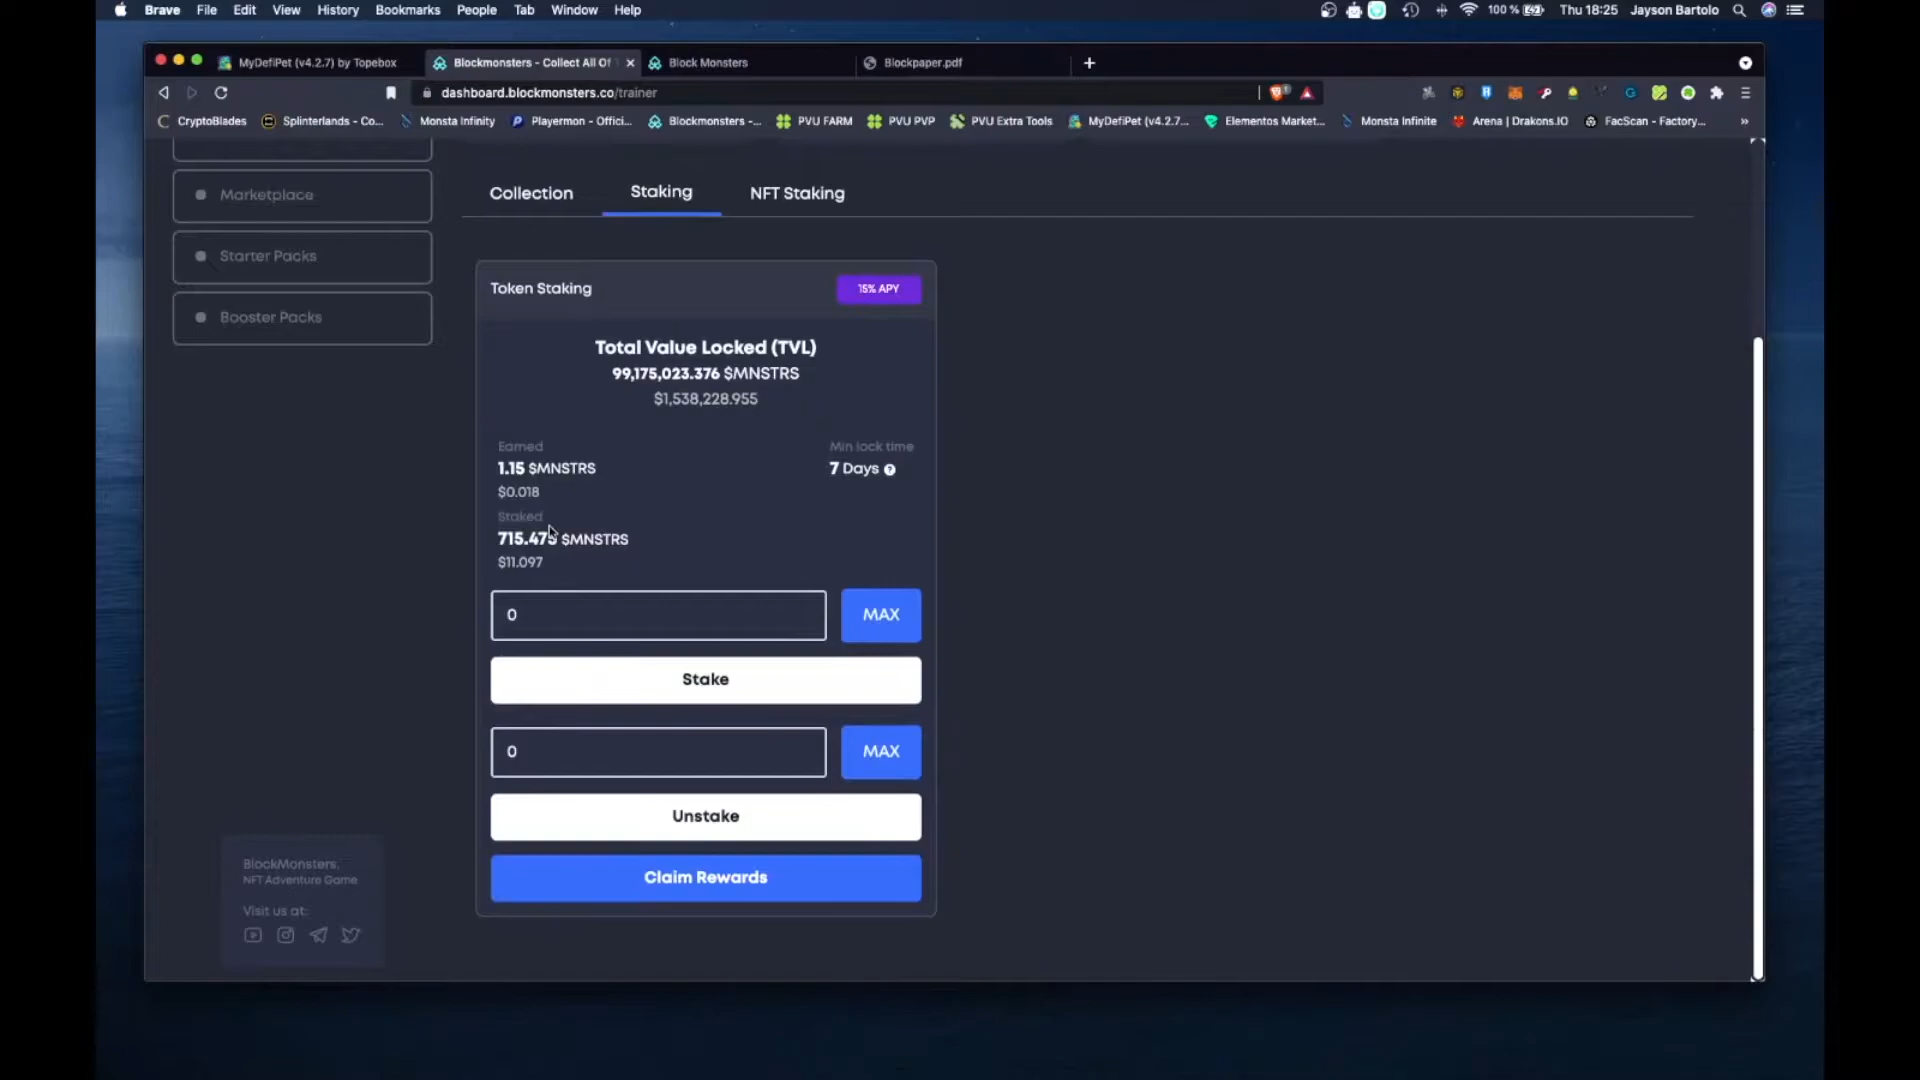 Brave File Edit View History Bookmarks People Tab Window Help 100 % Thu 18:25 Jayson Bartolo
MyDefiPet (v4.2.7) by Topebox Blockmonsters - Collect All Of Block Monsters Blockpaper.pdf
dashboard.blockmonsters.co/trainer
CryptoBlades Splinterlands - Co... Monsta Infinity Playermon - Offici... Blockmonsters -... PVU FARM PVU PVP PVU Extra Tools MyDefiPet (v4.2.7... Elementos Market... Monsta Infinite Arena | Drakons.IO FacScan - Factory... »
Marketplace
Starter Packs
Booster Packs
Collection Staking NFT Staking
Token Staking 15% APY
Total Value Locked (TVL)
99,175,023.376 $MNSTRS
$1,538,228.955
Earned Min lock time
1.15 $MNSTRS 7 Days ?
$0.018
Staked
715.475 $MNSTRS
$11.097
0 MAX
Stake
0 MAX
Unstake
Claim Rewards
BlockMonsters.
NFT Adventure Game
Visit us at: